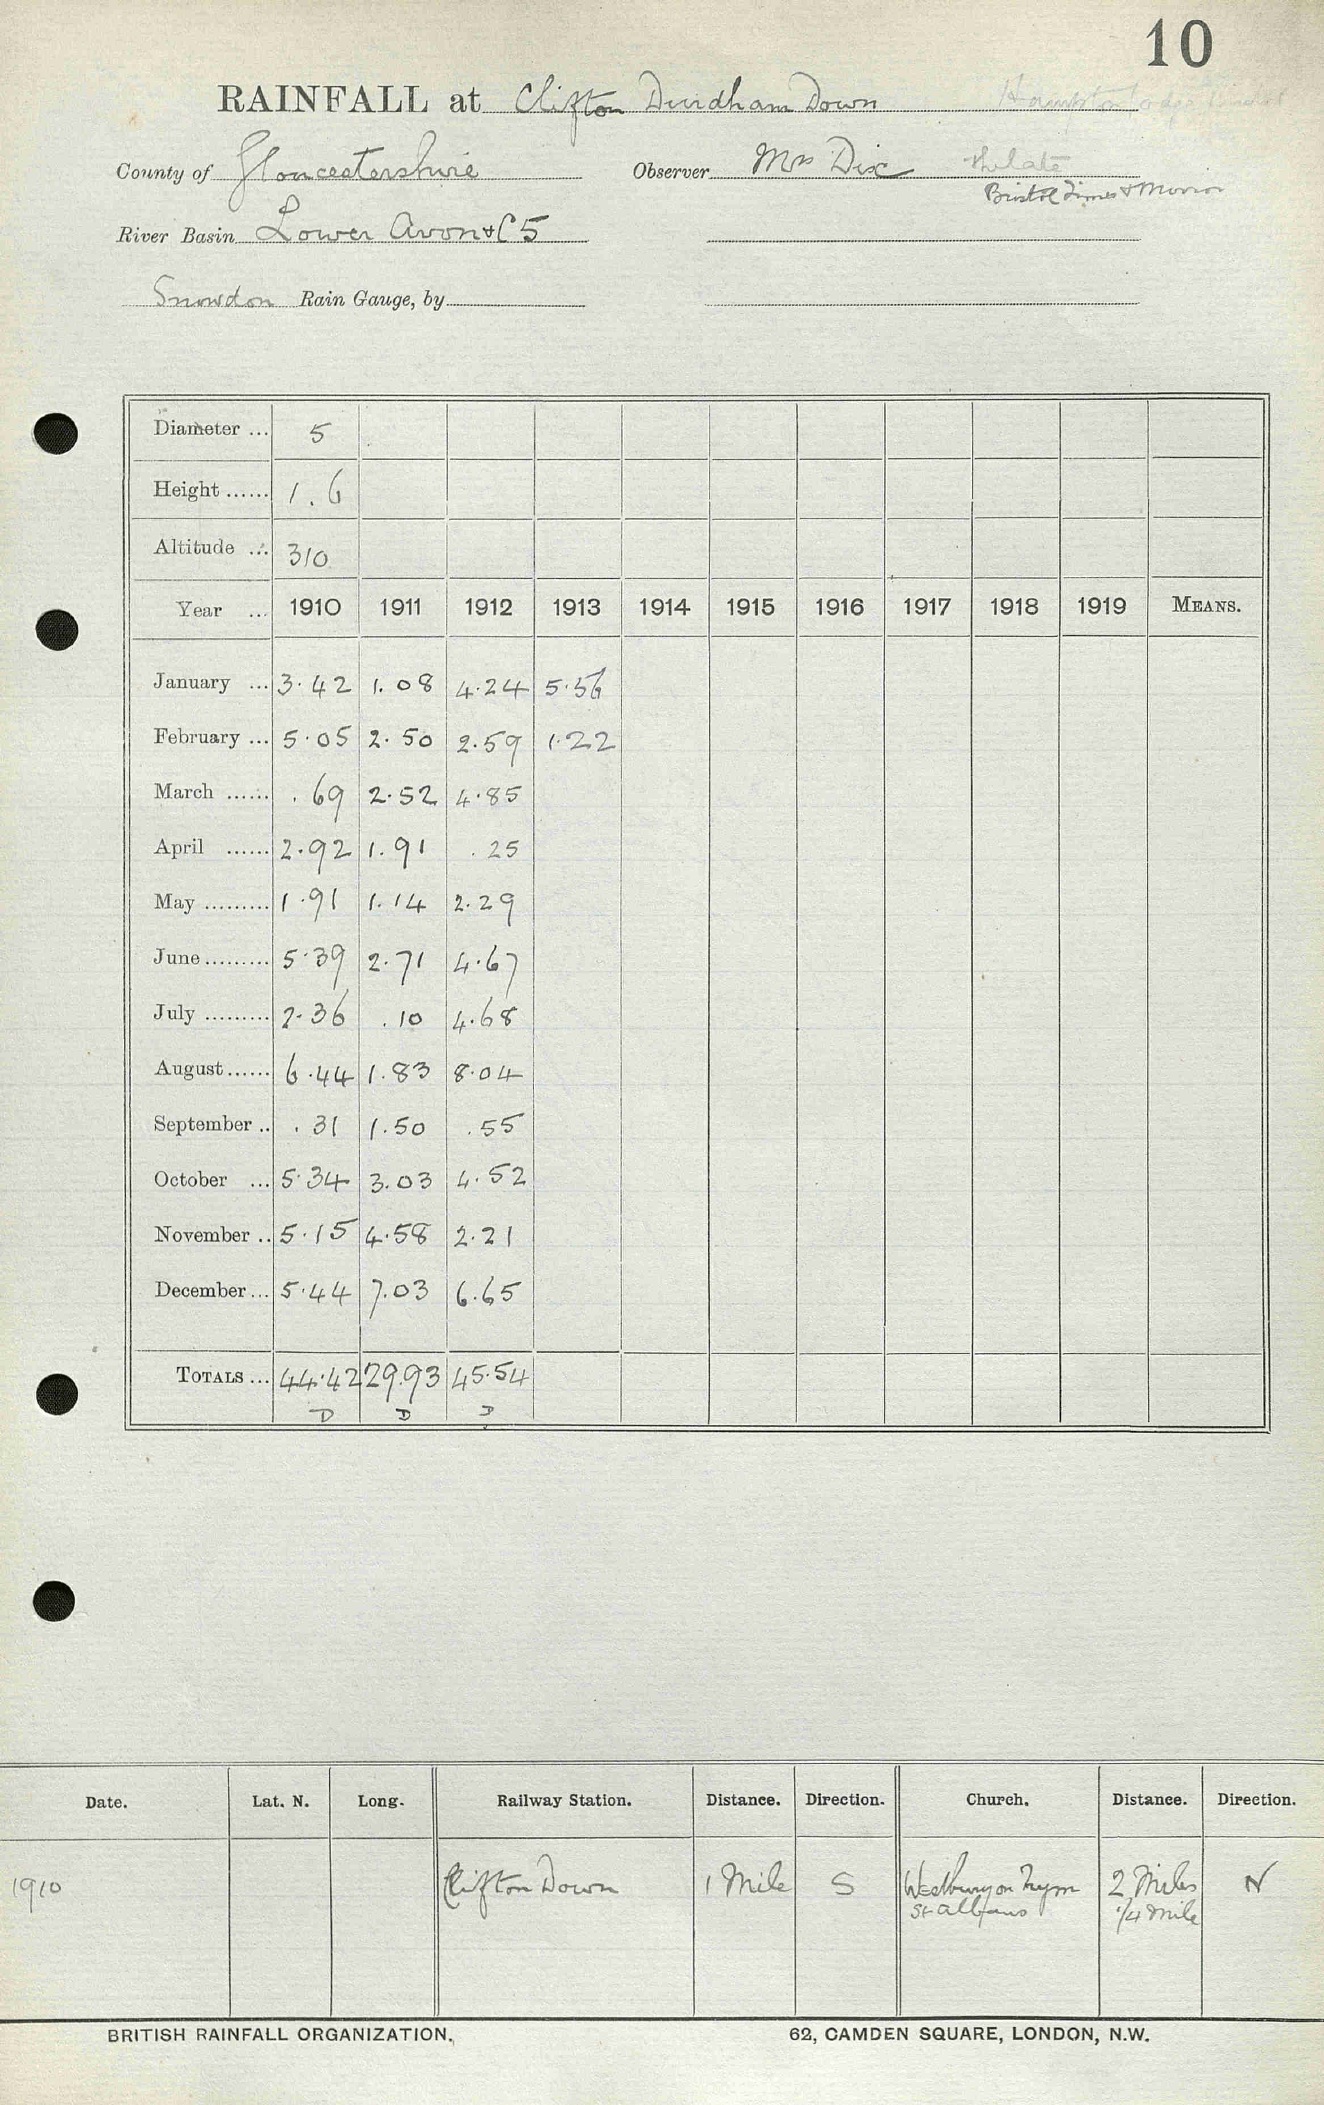 10
RAINFALL at Clifton Durdham Down
County of Gloucestershire Observer Mrs Dix the late
Bristol Times & Mirror
River Basin Lower Avon + C5
Snowdon Rain Gauge, by
Diameter ... 5
Height ...... 1.6
Altitude ... 310
Year ... 1910 1911 1912 1913 1914 1915 1916 1917 1918 1919 MEANS.
January ... 3.42 1.08 4.24 5.56
February ... 5.05 2.50 2.59 1.22
March ...... .69 2.52 4.85
April ...... 2.92 1.91 .25
May ......... 1.91 1.14 2.29
June ......... 5.39 2.71 4.67
July ......... 2.36 .10 4.68
August ...... 6.44 1.83 8.04
September .. .31 1.50 .55
October ... 5.34 3.03 4.52
November .. 5.15 4.58 2.21
December ... 5.44 7.03 6.65
TOTALS ... 44.42 29.93 45.54
D D D
Date. Lat. N. Long. Railway Station. Distance. Direction. Church. Distance. Direction.
1910 Clifton Down 1 Mile S Westbury on Trym 2 Miles N
St Albans 1/4 mile
BRITISH RAINFALL ORGANIZATION. 62, CAMDEN SQUARE, LONDON, N.W.